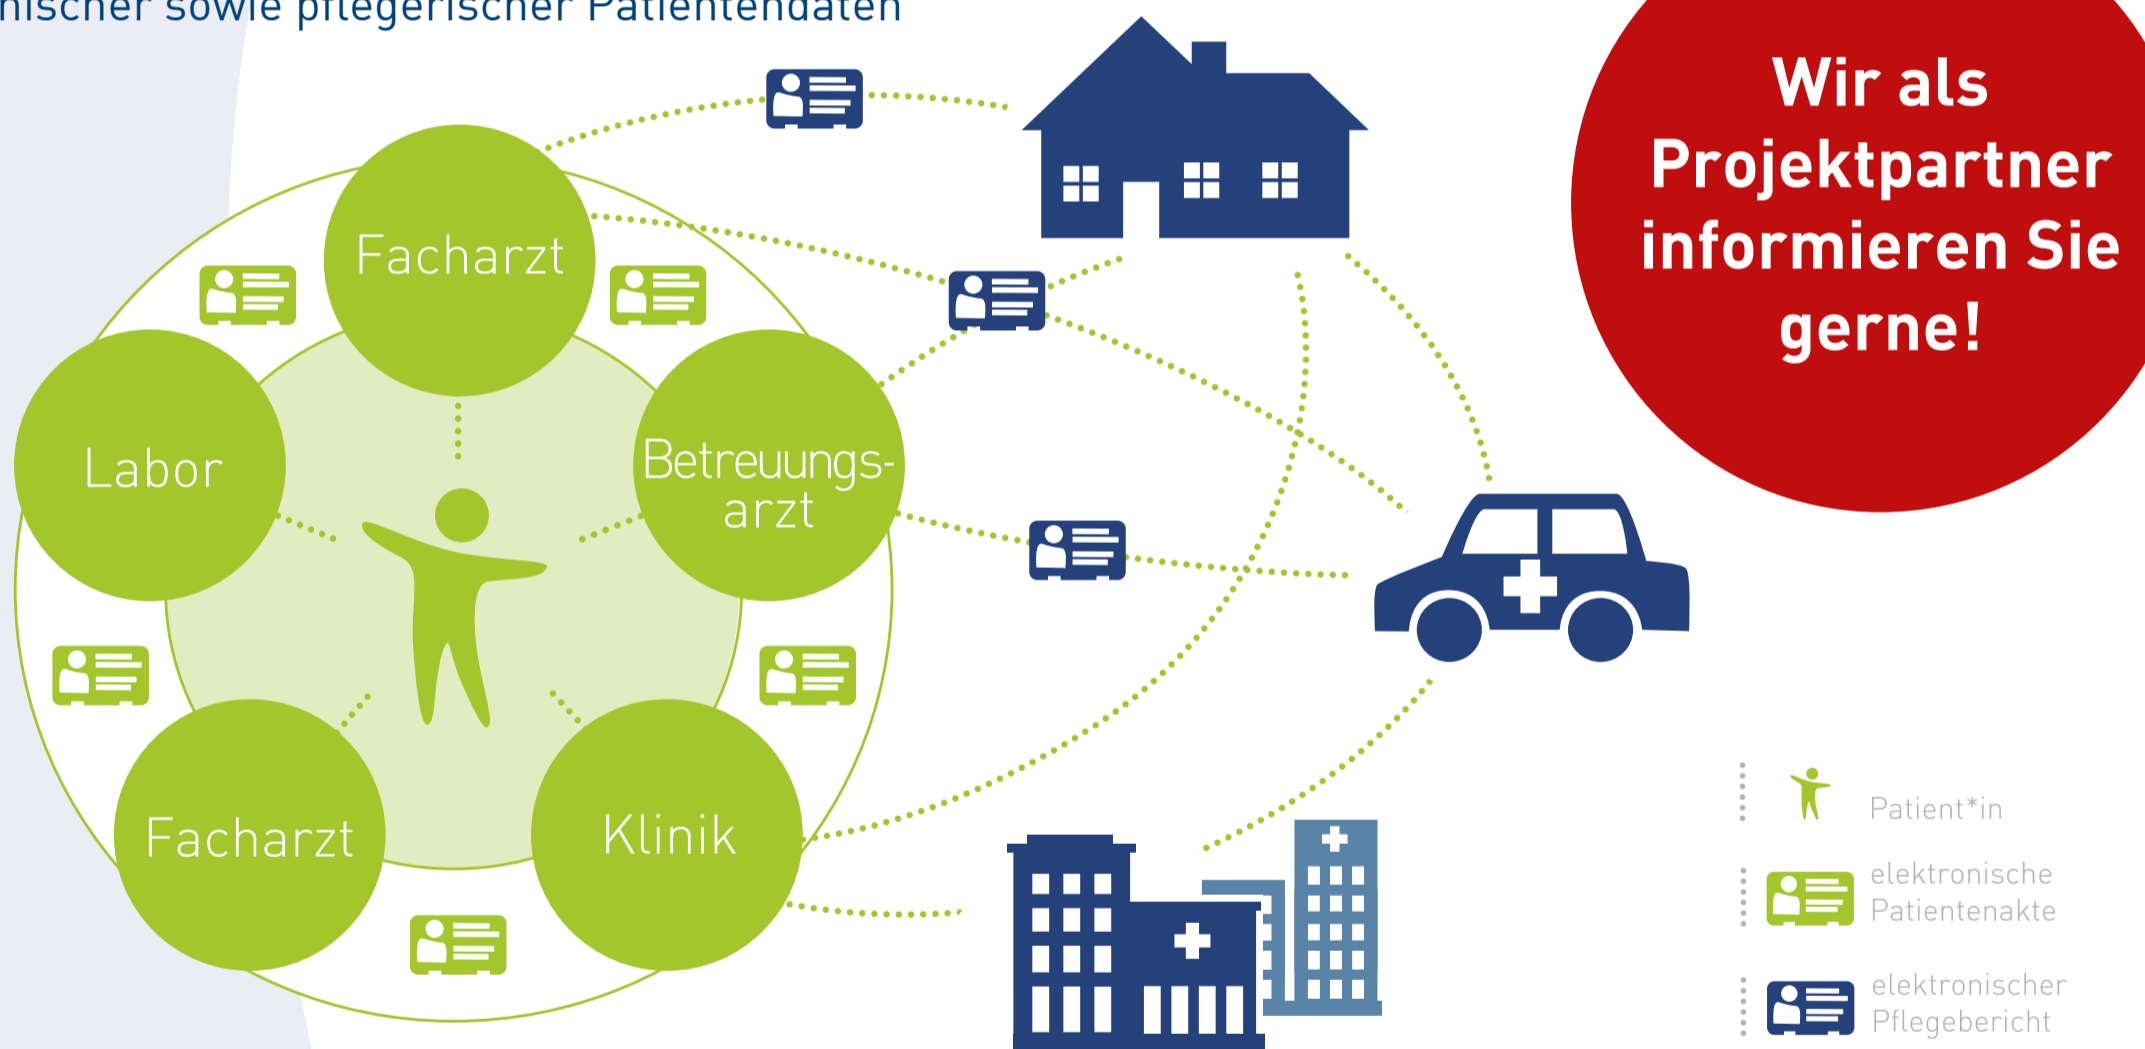 sowie pflegerischer Patientendaten
Wir als
Projektpartner
informieren Sie
gerne!
Facharzt
Labor
Betreuungs-
arzt
Facharzt
Klinik
Patient*in
elektronische
Patientenakte
elektronischer
Pflegebericht